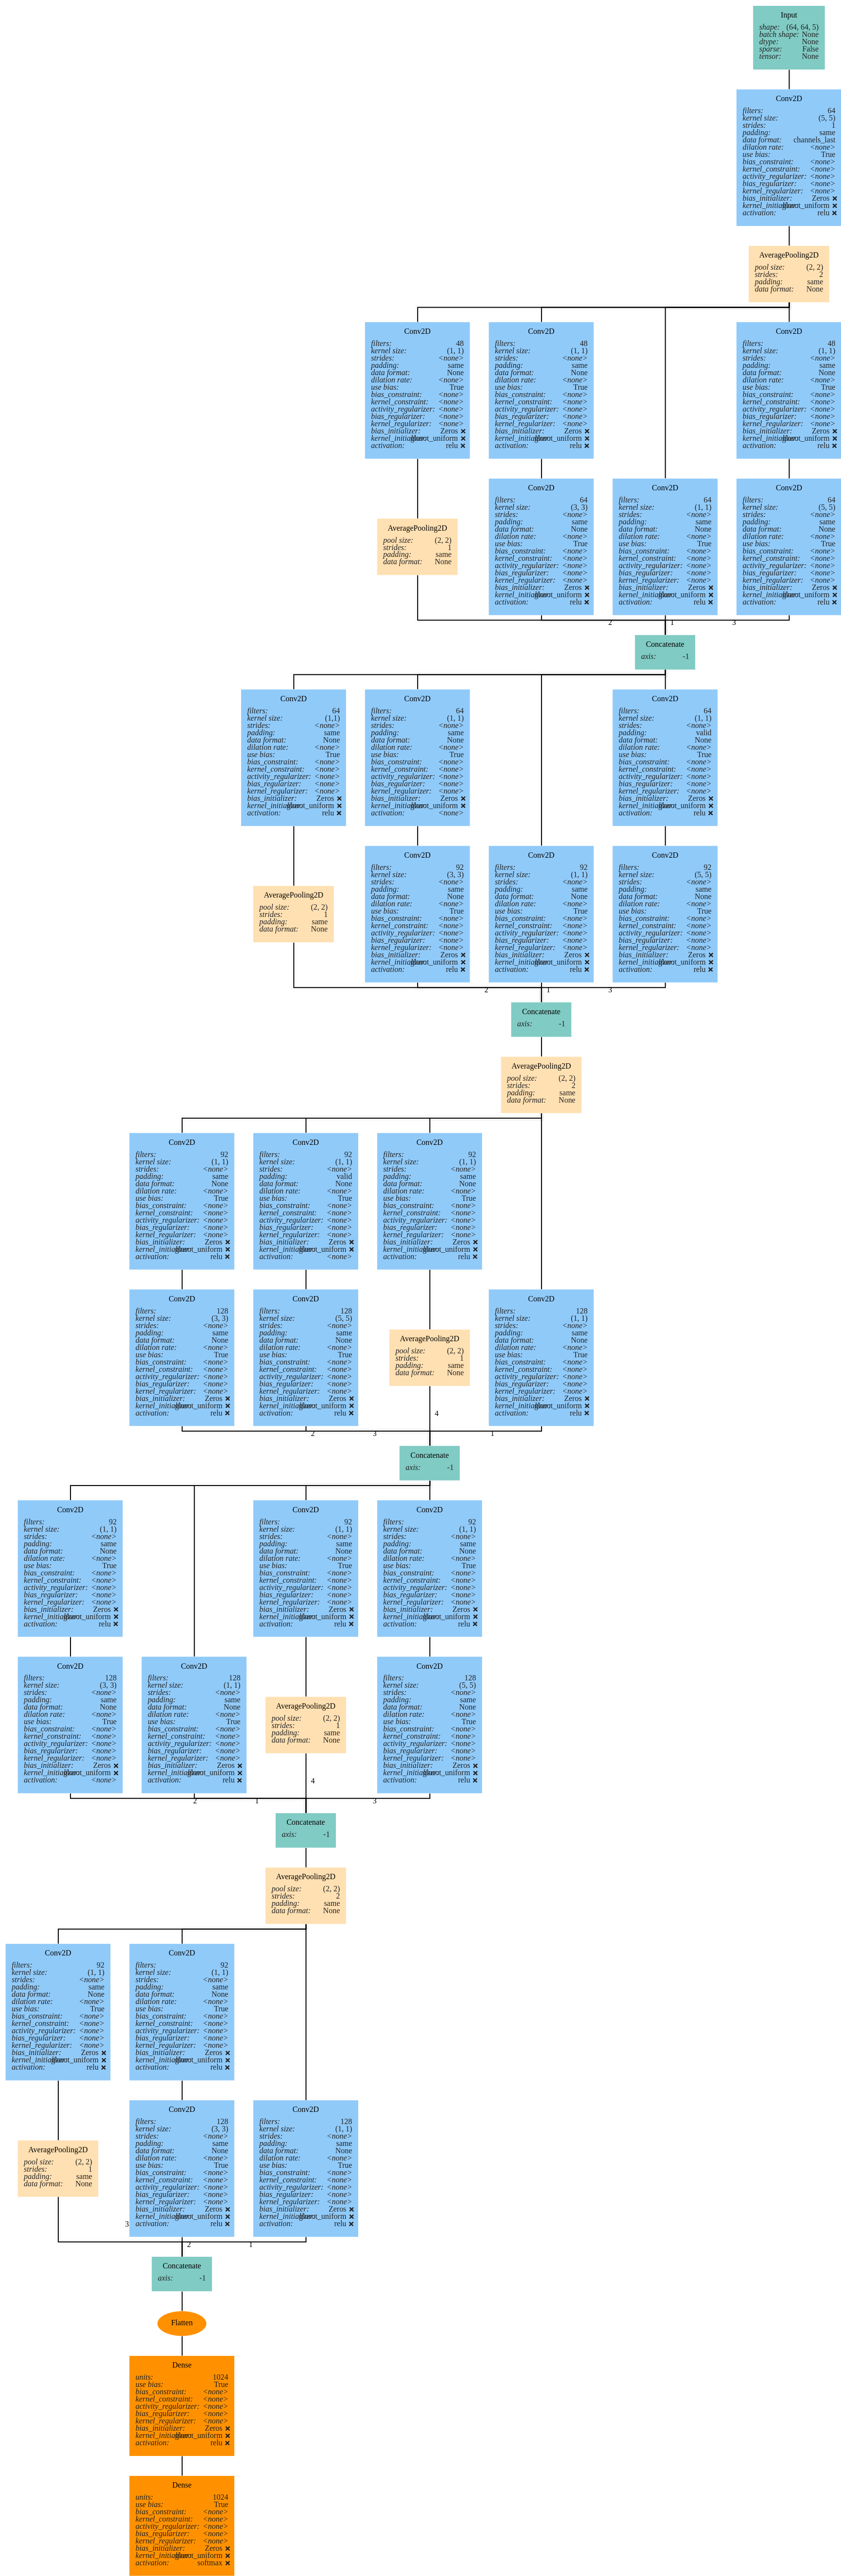 Input
shape: (64, 64, 5)
batch shape: None
dtype: None
sparse: False
tensor: None
Conv2D
filters: 64
kernel size: (5, 5)
strides: 1
padding: same
data format: channels_last
dilation rate: <none>
use bias: True
bias_constraint: <none>
kernel_constraint: <none>
activity_regularizer: <none>
bias_regularizer: <none>
kernel_regularizer: <none>
bias_initializer: Zeros ✖
kernel_initializer: glorot_uniform ✖
activation: relu ✖
AveragePooling2D
pool size: (2, 2)
strides: 2
padding: same
data format: None
Conv2D
filters: 48
kernel size: (1, 1)
strides: <none>
padding: same
data format: None
dilation rate: <none>
use bias: True
bias_constraint: <none>
kernel_constraint: <none>
activity_regularizer: <none>
bias_regularizer: <none>
kernel_regularizer: <none>
bias_initializer: Zeros ✖
kernel_initializer: glorot_uniform ✖
activation: relu ✖
Conv2D
filters: 48
kernel size: (1, 1)
strides: <none>
padding: same
data format: None
dilation rate: <none>
use bias: True
bias_constraint: <none>
kernel_constraint: <none>
activity_regularizer: <none>
bias_regularizer: <none>
kernel_regularizer: <none>
bias_initializer: Zeros ✖
kernel_initializer: glorot_uniform ✖
activation: relu ✖
Conv2D
filters: 48
kernel size: (1, 1)
strides: <none>
padding: same
data format: None
dilation rate: <none>
use bias: True
bias_constraint: <none>
kernel_constraint: <none>
activity_regularizer: <none>
bias_regularizer: <none>
kernel_regularizer: <none>
bias_initializer: Zeros ✖
kernel_initializer: glorot_uniform ✖
activation: relu ✖
AveragePooling2D
pool size: (2, 2)
strides: 1
padding: same
data format: None
Conv2D
filters: 64
kernel size: (3, 3)
strides: <none>
padding: same
data format: None
dilation rate: <none>
use bias: True
bias_constraint: <none>
kernel_constraint: <none>
activity_regularizer: <none>
bias_regularizer: <none>
kernel_regularizer: <none>
bias_initializer: Zeros ✖
kernel_initializer: glorot_uniform ✖
activation: relu ✖
Conv2D
filters: 64
kernel size: (1, 1)
strides: <none>
padding: same
data format: None
dilation rate: <none>
use bias: True
bias_constraint: <none>
kernel_constraint: <none>
activity_regularizer: <none>
bias_regularizer: <none>
kernel_regularizer: <none>
bias_initializer: Zeros ✖
kernel_initializer: glorot_uniform ✖
activation: relu ✖
Conv2D
filters: 64
kernel size: (5, 5)
strides: <none>
padding: same
data format: None
dilation rate: <none>
use bias: True
bias_constraint: <none>
kernel_constraint: <none>
activity_regularizer: <none>
bias_regularizer: <none>
kernel_regularizer: <none>
bias_initializer: Zeros ✖
kernel_initializer: glorot_uniform ✖
activation: relu ✖
2 1 3
Concatenate
axis: -1
Conv2D
filters: 64
kernel size: (1,1)
strides: <none>
padding: same
data format: None
dilation rate: <none>
use bias: True
bias_constraint: <none>
kernel_constraint: <none>
activity_regularizer: <none>
bias_regularizer: <none>
kernel_regularizer: <none>
bias_initializer: Zeros ✖
kernel_initializer: glorot_uniform ✖
activation: relu ✖
Conv2D
filters: 64
kernel size: (1, 1)
strides: <none>
padding: same
data format: None
dilation rate: <none>
use bias: True
bias_constraint: <none>
kernel_constraint: <none>
activity_regularizer: <none>
bias_regularizer: <none>
kernel_regularizer: <none>
bias_initializer: Zeros ✖
kernel_initializer: glorot_uniform ✖
activation: <none>
Conv2D
filters: 64
kernel size: (1, 1)
strides: <none>
padding: valid
data format: None
dilation rate: <none>
use bias: True
bias_constraint: <none>
kernel_constraint: <none>
activity_regularizer: <none>
bias_regularizer: <none>
kernel_regularizer: <none>
bias_initializer: Zeros ✖
kernel_initializer: glorot_uniform ✖
activation: relu ✖
AveragePooling2D
pool size: (2, 2)
strides: 1
padding: same
data format: None
Conv2D
filters: 92
kernel size: (3, 3)
strides: <none>
padding: same
data format: None
dilation rate: <none>
use bias: True
bias_constraint: <none>
kernel_constraint: <none>
activity_regularizer: <none>
bias_regularizer: <none>
kernel_regularizer: <none>
bias_initializer: Zeros ✖
kernel_initializer: glorot_uniform ✖
activation: relu ✖
Conv2D
filters: 92
kernel size: (1, 1)
strides: <none>
padding: same
data format: None
dilation rate: <none>
use bias: True
bias_constraint: <none>
kernel_constraint: <none>
activity_regularizer: <none>
bias_regularizer: <none>
kernel_regularizer: <none>
bias_initializer: Zeros ✖
kernel_initializer: glorot_uniform ✖
activation: relu ✖
Conv2D
filters: 92
kernel size: (5, 5)
strides: <none>
padding: same
data format: None
dilation rate: <none>
use bias: True
bias_constraint: <none>
kernel_constraint: <none>
activity_regularizer: <none>
bias_regularizer: <none>
kernel_regularizer: <none>
bias_initializer: Zeros ✖
kernel_initializer: glorot_uniform ✖
activation: relu ✖
2 1 3
Concatenate
axis: -1
AveragePooling2D
pool size: (2, 2)
strides: 2
padding: same
data format: None
Conv2D
filters: 92
kernel size: (1, 1)
strides: <none>
padding: same
data format: None
dilation rate: <none>
use bias: True
bias_constraint: <none>
kernel_constraint: <none>
activity_regularizer: <none>
bias_regularizer: <none>
kernel_regularizer: <none>
bias_initializer: Zeros ✖
kernel_initializer: glorot_uniform ✖
activation: relu ✖
Conv2D
filters: 92
kernel size: (1, 1)
strides: <none>
padding: valid
data format: None
dilation rate: <none>
use bias: True
bias_constraint: <none>
kernel_constraint: <none>
activity_regularizer: <none>
bias_regularizer: <none>
kernel_regularizer: <none>
bias_initializer: Zeros ✖
kernel_initializer: glorot_uniform ✖
activation: <none>
Conv2D
filters: 92
kernel size: (1, 1)
strides: <none>
padding: same
data format: None
dilation rate: <none>
use bias: True
bias_constraint: <none>
kernel_constraint: <none>
activity_regularizer: <none>
bias_regularizer: <none>
kernel_regularizer: <none>
bias_initializer: Zeros ✖
kernel_initializer: glorot_uniform ✖
activation: relu ✖
Conv2D
filters: 128
kernel size: (3, 3)
strides: <none>
padding: same
data format: None
dilation rate: <none>
use bias: True
bias_constraint: <none>
kernel_constraint: <none>
activity_regularizer: <none>
bias_regularizer: <none>
kernel_regularizer: <none>
bias_initializer: Zeros ✖
kernel_initializer: glorot_uniform ✖
activation: relu ✖
Conv2D
filters: 128
kernel size: (5, 5)
strides: <none>
padding: same
data format: None
dilation rate: <none>
use bias: True
bias_constraint: <none>
kernel_constraint: <none>
activity_regularizer: <none>
bias_regularizer: <none>
kernel_regularizer: <none>
bias_initializer: Zeros ✖
kernel_initializer: glorot_uniform ✖
activation: relu ✖
AveragePooling2D
pool size: (2, 2)
strides: 1
padding: same
data format: None
Conv2D
filters: 128
kernel size: (1, 1)
strides: <none>
padding: same
data format: None
dilation rate: <none>
use bias: True
bias_constraint: <none>
kernel_constraint: <none>
activity_regularizer: <none>
bias_regularizer: <none>
kernel_regularizer: <none>
bias_initializer: Zeros ✖
kernel_initializer: glorot_uniform ✖
activation: relu ✖
4
2 3 1
Concatenate
axis: -1
Conv2D
filters: 92
kernel size: (1, 1)
strides: <none>
padding: same
data format: None
dilation rate: <none>
use bias: True
bias_constraint: <none>
kernel_constraint: <none>
activity_regularizer: <none>
bias_regularizer: <none>
kernel_regularizer: <none>
bias_initializer: Zeros ✖
kernel_initializer: glorot_uniform ✖
activation: relu ✖
Conv2D
filters: 92
kernel size: (1, 1)
strides: <none>
padding: same
data format: None
dilation rate: <none>
use bias: True
bias_constraint: <none>
kernel_constraint: <none>
activity_regularizer: <none>
bias_regularizer: <none>
kernel_regularizer: <none>
bias_initializer: Zeros ✖
kernel_initializer: glorot_uniform ✖
activation: relu ✖
Conv2D
filters: 92
kernel size: (1, 1)
strides: <none>
padding: same
data format: None
dilation rate: <none>
use bias: True
bias_constraint: <none>
kernel_constraint: <none>
activity_regularizer: <none>
bias_regularizer: <none>
kernel_regularizer: <none>
bias_initializer: Zeros ✖
kernel_initializer: glorot_uniform ✖
activation: relu ✖
Conv2D
filters: 128
kernel size: (3, 3)
strides: <none>
padding: same
data format: None
dilation rate: <none>
use bias: True
bias_constraint: <none>
kernel_constraint: <none>
activity_regularizer: <none>
bias_regularizer: <none>
kernel_regularizer: <none>
bias_initializer: Zeros ✖
kernel_initializer: glorot_uniform ✖
activation: <none>
Conv2D
filters: 128
kernel size: (1, 1)
strides: <none>
padding: same
data format: None
dilation rate: <none>
use bias: True
bias_constraint: <none>
kernel_constraint: <none>
activity_regularizer: <none>
bias_regularizer: <none>
kernel_regularizer: <none>
bias_initializer: Zeros ✖
kernel_initializer: glorot_uniform ✖
activation: relu ✖
AveragePooling2D
pool size: (2, 2)
strides: 1
padding: same
data format: None
Conv2D
filters: 128
kernel size: (5, 5)
strides: <none>
padding: same
data format: None
dilation rate: <none>
use bias: True
bias_constraint: <none>
kernel_constraint: <none>
activity_regularizer: <none>
bias_regularizer: <none>
kernel_regularizer: <none>
bias_initializer: Zeros ✖
kernel_initializer: glorot_uniform ✖
activation: relu ✖
4
2 1 3
Concatenate
axis: -1
AveragePooling2D
pool size: (2, 2)
strides: 2
padding: same
data format: None
Conv2D
filters: 92
kernel size: (1, 1)
strides: <none>
padding: same
data format: None
dilation rate: <none>
use bias: True
bias_constraint: <none>
kernel_constraint: <none>
activity_regularizer: <none>
bias_regularizer: <none>
kernel_regularizer: <none>
bias_initializer: Zeros ✖
kernel_initializer: glorot_uniform ✖
activation: relu ✖
Conv2D
filters: 92
kernel size: (1, 1)
strides: <none>
padding: same
data format: None
dilation rate: <none>
use bias: True
bias_constraint: <none>
kernel_constraint: <none>
activity_regularizer: <none>
bias_regularizer: <none>
kernel_regularizer: <none>
bias_initializer: Zeros ✖
kernel_initializer: glorot_uniform ✖
activation: relu ✖
AveragePooling2D
pool size: (2, 2)
strides: 1
padding: same
data format: None
Conv2D
filters: 128
kernel size: (3, 3)
strides: <none>
padding: same
data format: None
dilation rate: <none>
use bias: True
bias_constraint: <none>
kernel_constraint: <none>
activity_regularizer: <none>
bias_regularizer: <none>
kernel_regularizer: <none>
bias_initializer: Zeros ✖
kernel_initializer: glorot_uniform ✖
activation: relu ✖
Conv2D
filters: 128
kernel size: (1, 1)
strides: <none>
padding: same
data format: None
dilation rate: <none>
use bias: True
bias_constraint: <none>
kernel_constraint: <none>
activity_regularizer: <none>
bias_regularizer: <none>
kernel_regularizer: <none>
bias_initializer: Zeros ✖
kernel_initializer: glorot_uniform ✖
activation: relu ✖
3
2 1
Concatenate
axis: -1
Flatten
Dense
units: 1024
use bias: True
bias_constraint: <none>
kernel_constraint: <none>
activity_regularizer: <none>
bias_regularizer: <none>
kernel_regularizer: <none>
bias_initializer: Zeros ✖
kernel_initializer: glorot_uniform ✖
activation: relu ✖
Dense
units: 1024
use bias: True
bias_constraint: <none>
kernel_constraint: <none>
activity_regularizer: <none>
bias_regularizer: <none>
kernel_regularizer: <none>
bias_initializer: Zeros ✖
kernel_initializer: glorot_uniform ✖
activation: softmax ✖